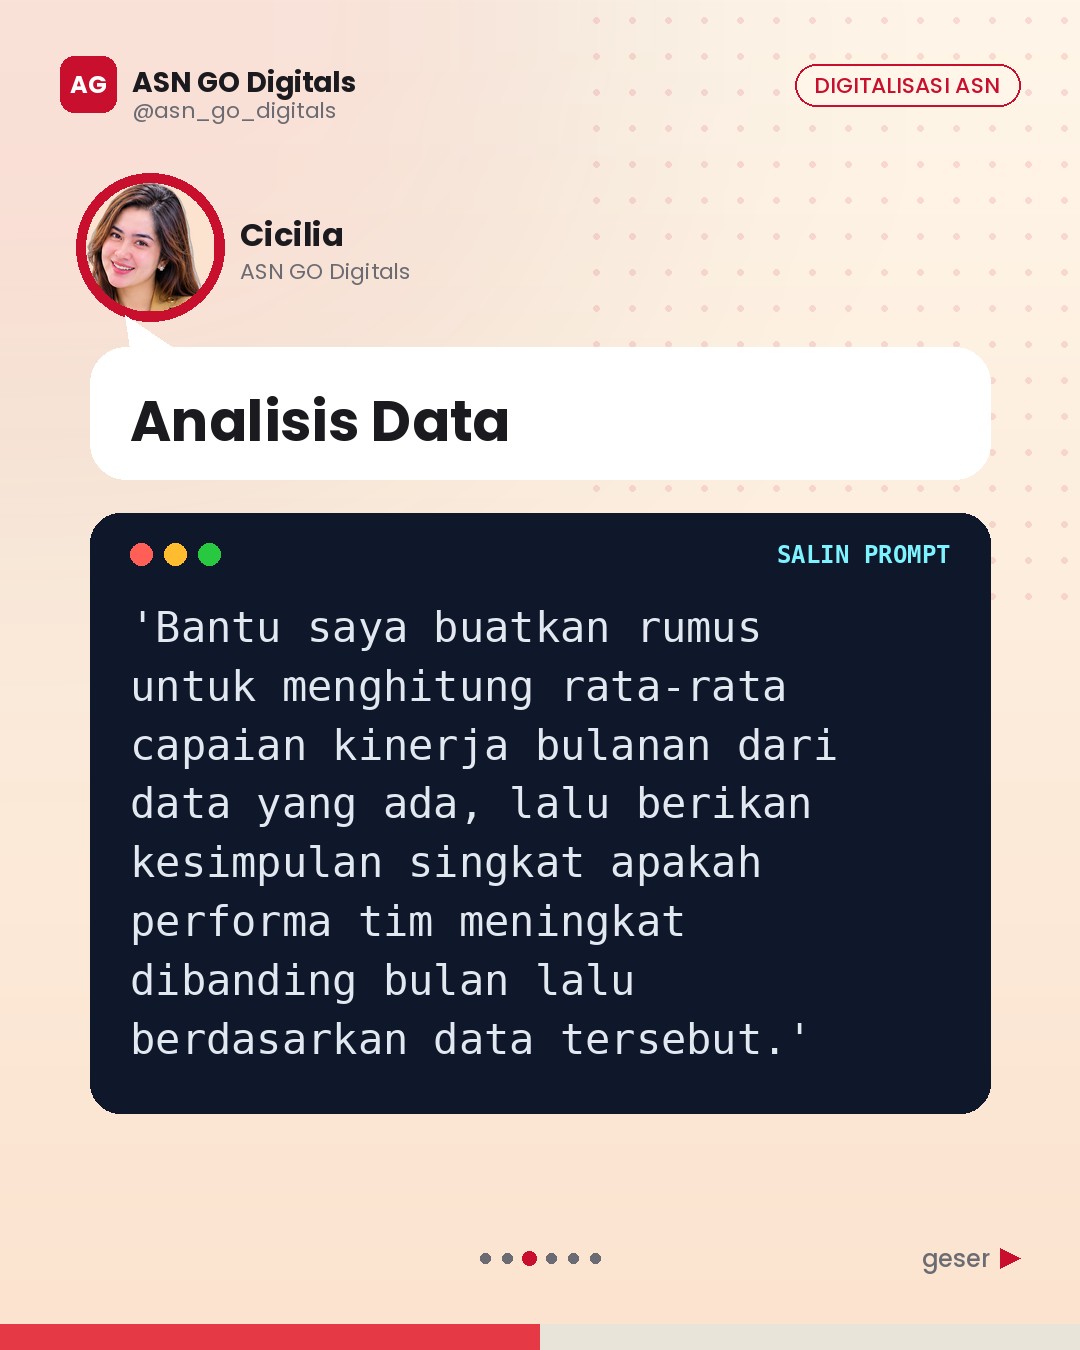 AG
ASN GO Digitals
@asn_go_digitals
DIGITALISASI ASN
Cicilia
ASN GO Digitals
Analisis Data
SALIN PROMPT
'Bantu saya buatkan rumus
untuk menghitung rata-rata
capaian kinerja bulanan dari
data yang ada, lalu berikan
kesimpulan singkat apakah
performa tim meningkat
dibanding bulan lalu
berdasarkan data tersebut.'
geser